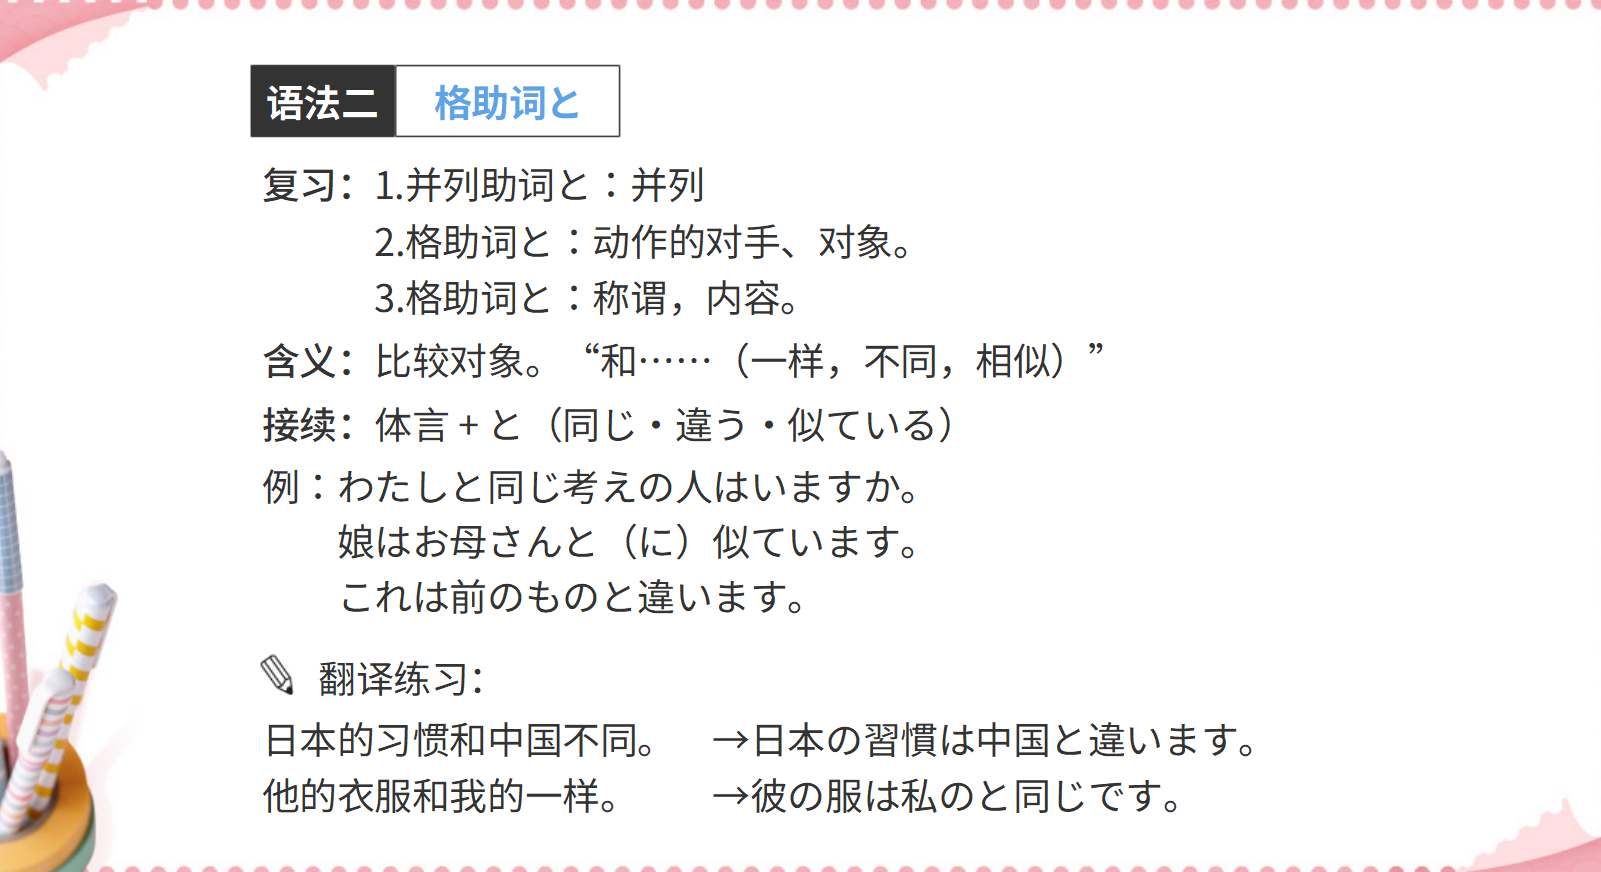 语法二 格助词と
复习：1.并列助词と：并列
2.格助词と：动作的对手、对象。
3.格助词と：称谓，内容。
含义：比较对象。“和……（一样，不同，相似）”
接续：体言 + と（同じ・違う・似ている）
例：わたしと同じ考えの人はいますか。
娘はお母さんと（に）似ています。
これは前のものと違います。
翻译练习：
日本的习惯和中国不同。 →日本の習慣は中国と違います。
他的衣服和我的一样。 →彼の服は私のと同じです。